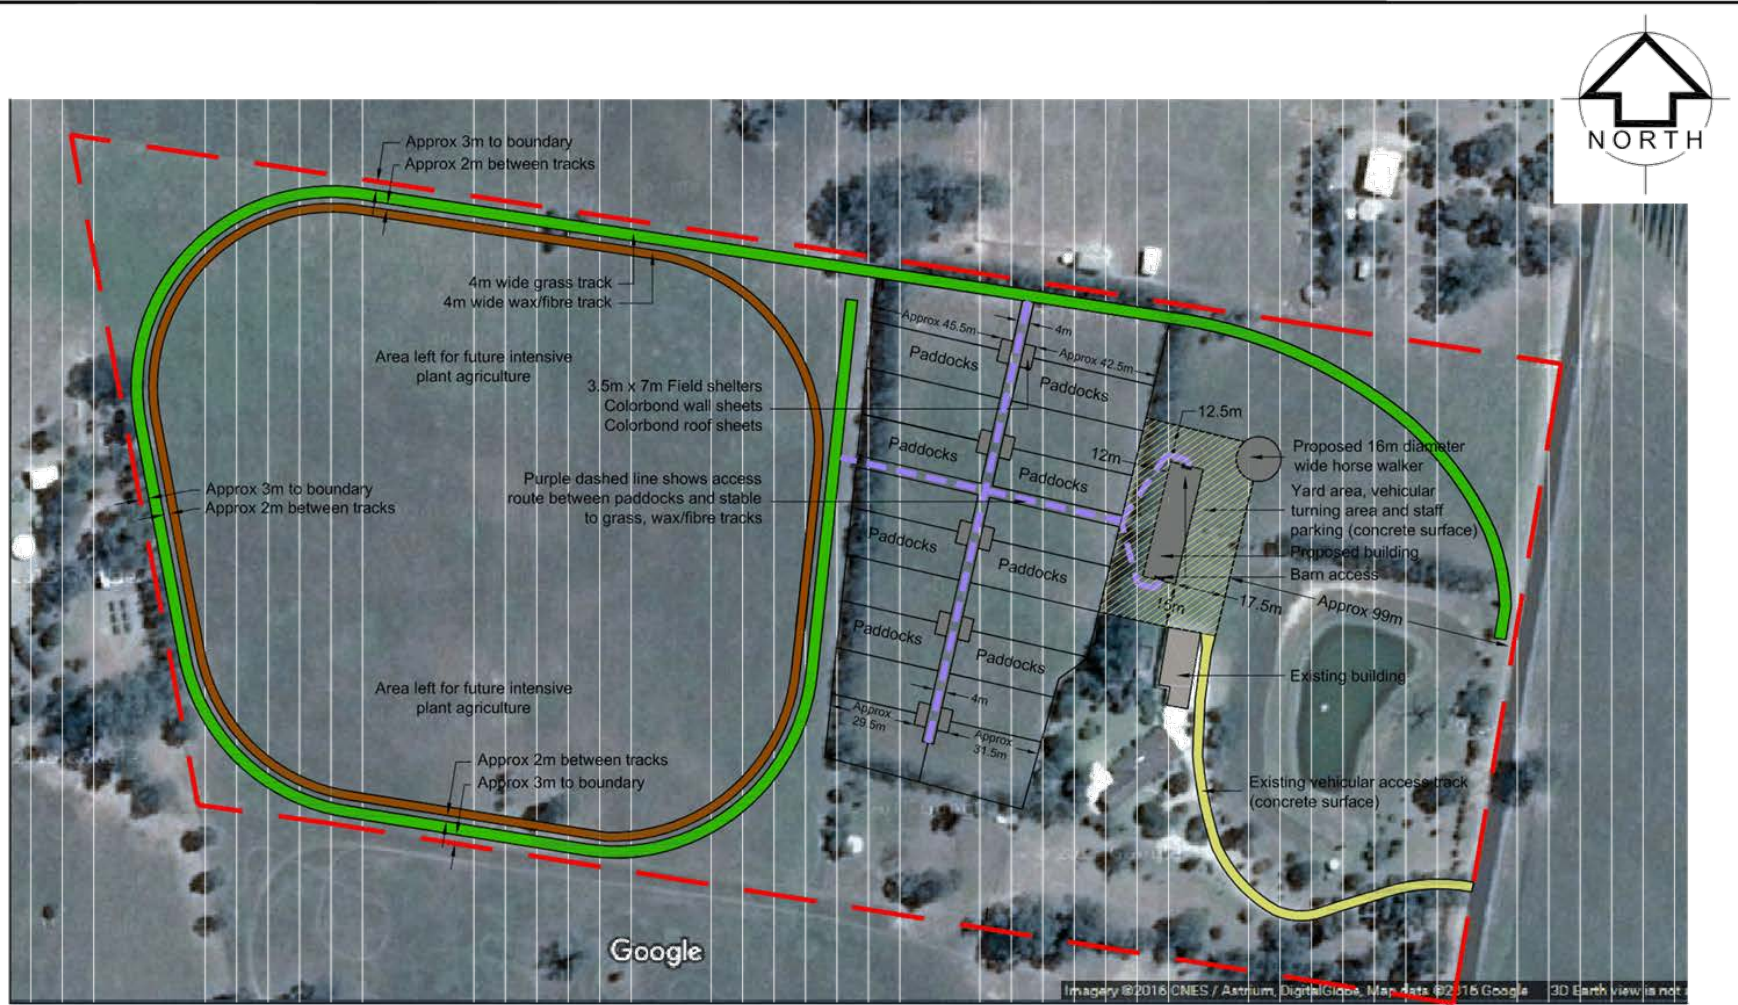 NORTH
Approx 3m to boundary
Approx 2m between tracks
4m wide grass track
4m wide wax/fibre track
Area left for future intensive
plant agriculture
3.5m x 7m Field shelters
Colorbond wall sheets
Colorbond roof sheets
Purple dashed line shows access
route between paddocks and stable
to grass, wax/fibre tracks
Approx 3m to boundary
Approx 2m between tracks
Area left for future intensive
plant agriculture
Approx 2m between tracks
Approx 3m to boundary
Approx 45.5m
4m
Approx 42.5m
Paddocks
Paddocks
Paddocks
Paddocks
Paddocks
Paddocks
Paddocks
Paddocks
4m
Approx
29.5m
Approx
31.5m
12.5m
12m
Proposed 16m diameter
wide horse walker
Yard area, vehicular
turning area and staff
parking (concrete surface)
Proposed building
Barn access
15m
17.5m
Approx 99m
Existing building
Existing vehicular access track
(concrete surface)
Google
Imagery ©2016 CNES / Astrium, DigitalGlobe, Map data ©2016 Google
3D Earth view is not